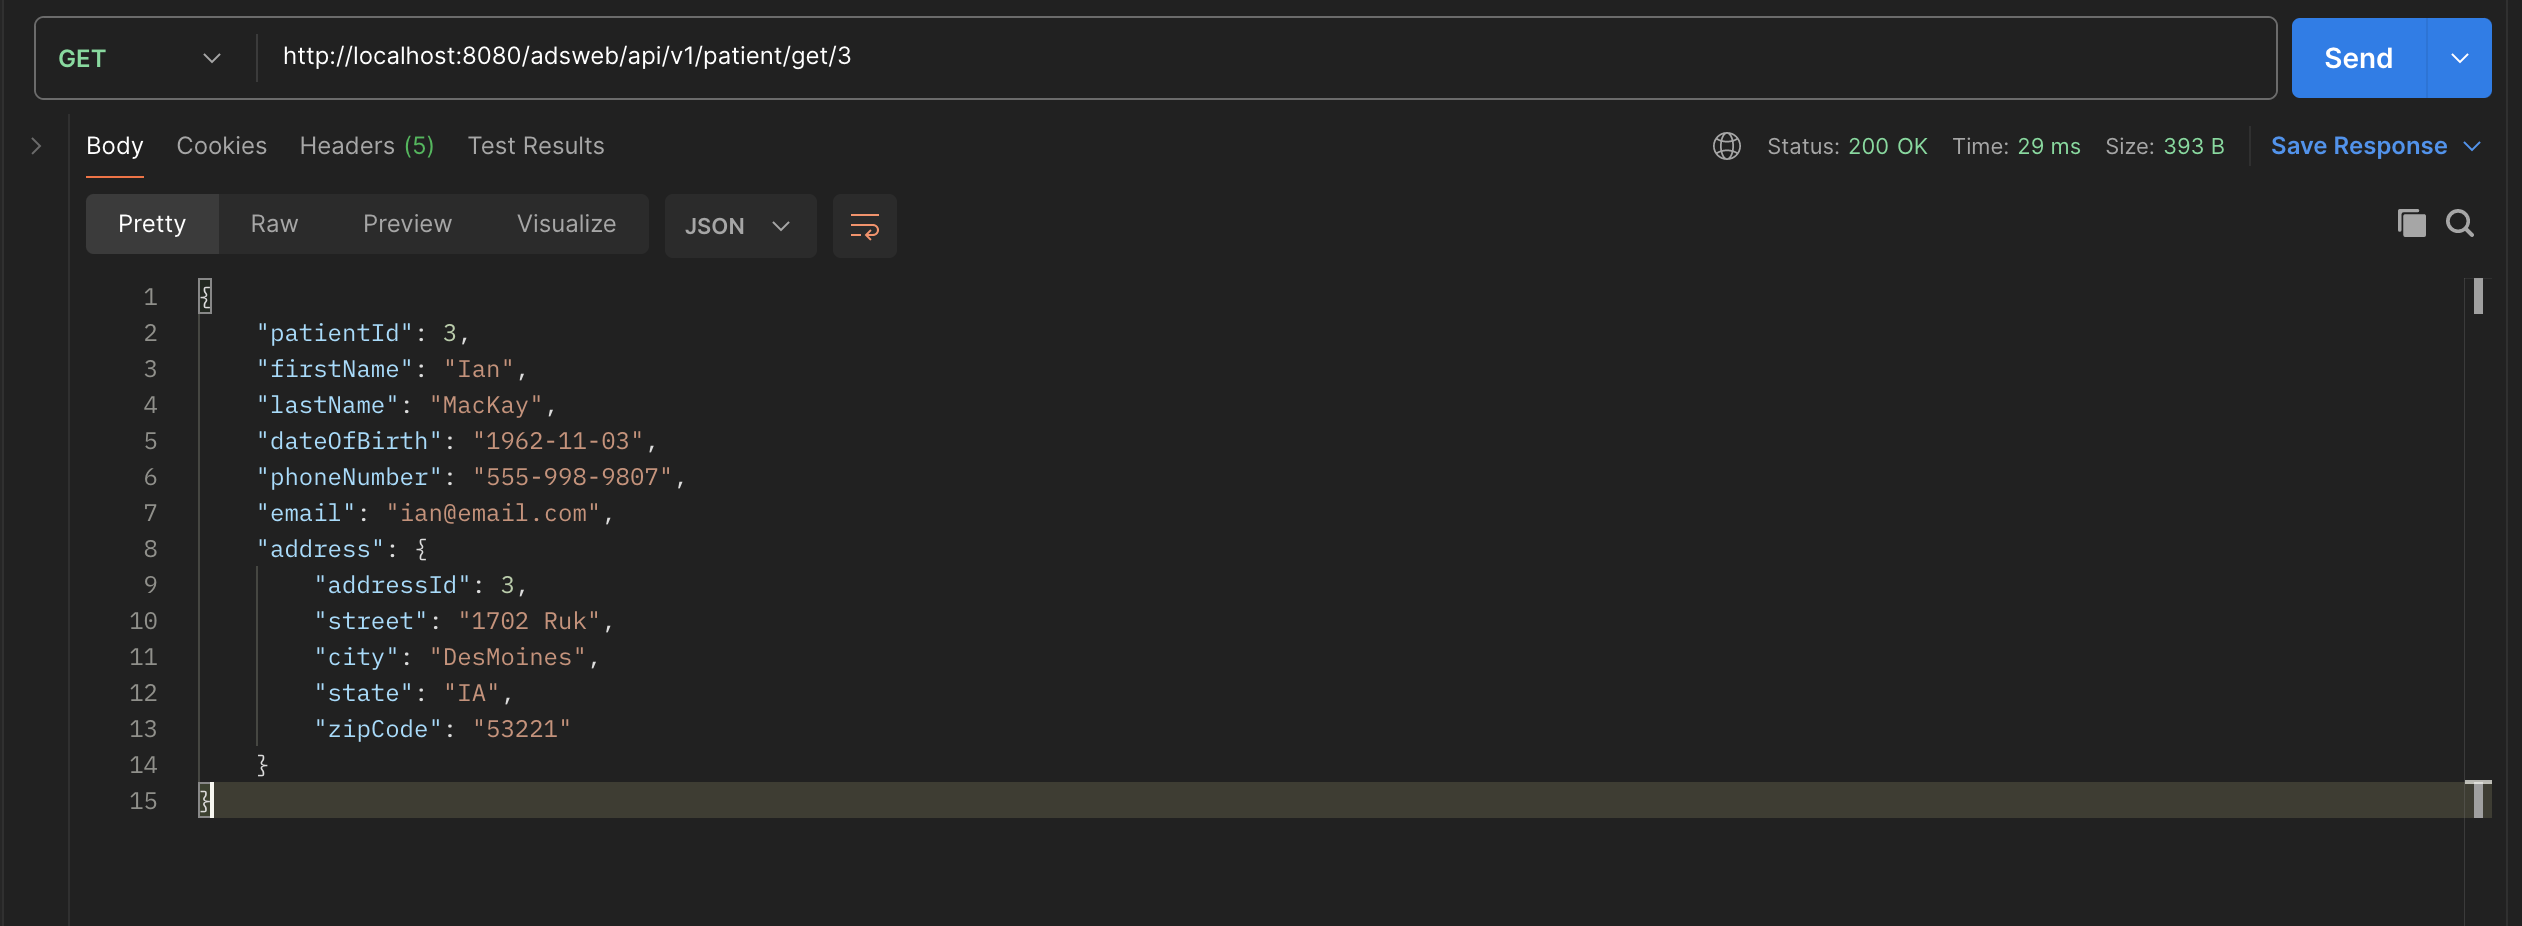 GET http://localhost:8080/adsweb/api/v1/patient/get/3 Send
Body Cookies Headers (5) Test Results Status: 200 OK Time: 29 ms Size: 393 B Save Response
Pretty Raw Preview Visualize JSON
1 {
2 "patientId": 3,
3 "firstName": "Ian",
4 "lastName": "MacKay",
5 "dateOfBirth": "1962-11-03",
6 "phoneNumber": "555-998-9807",
7 "email": "ian@email.com",
8 "address": {
9 "addressId": 3,
10 "street": "1702 Ruk",
11 "city": "DesMoines",
12 "state": "IA",
13 "zipCode": "53221"
14 }
15 }